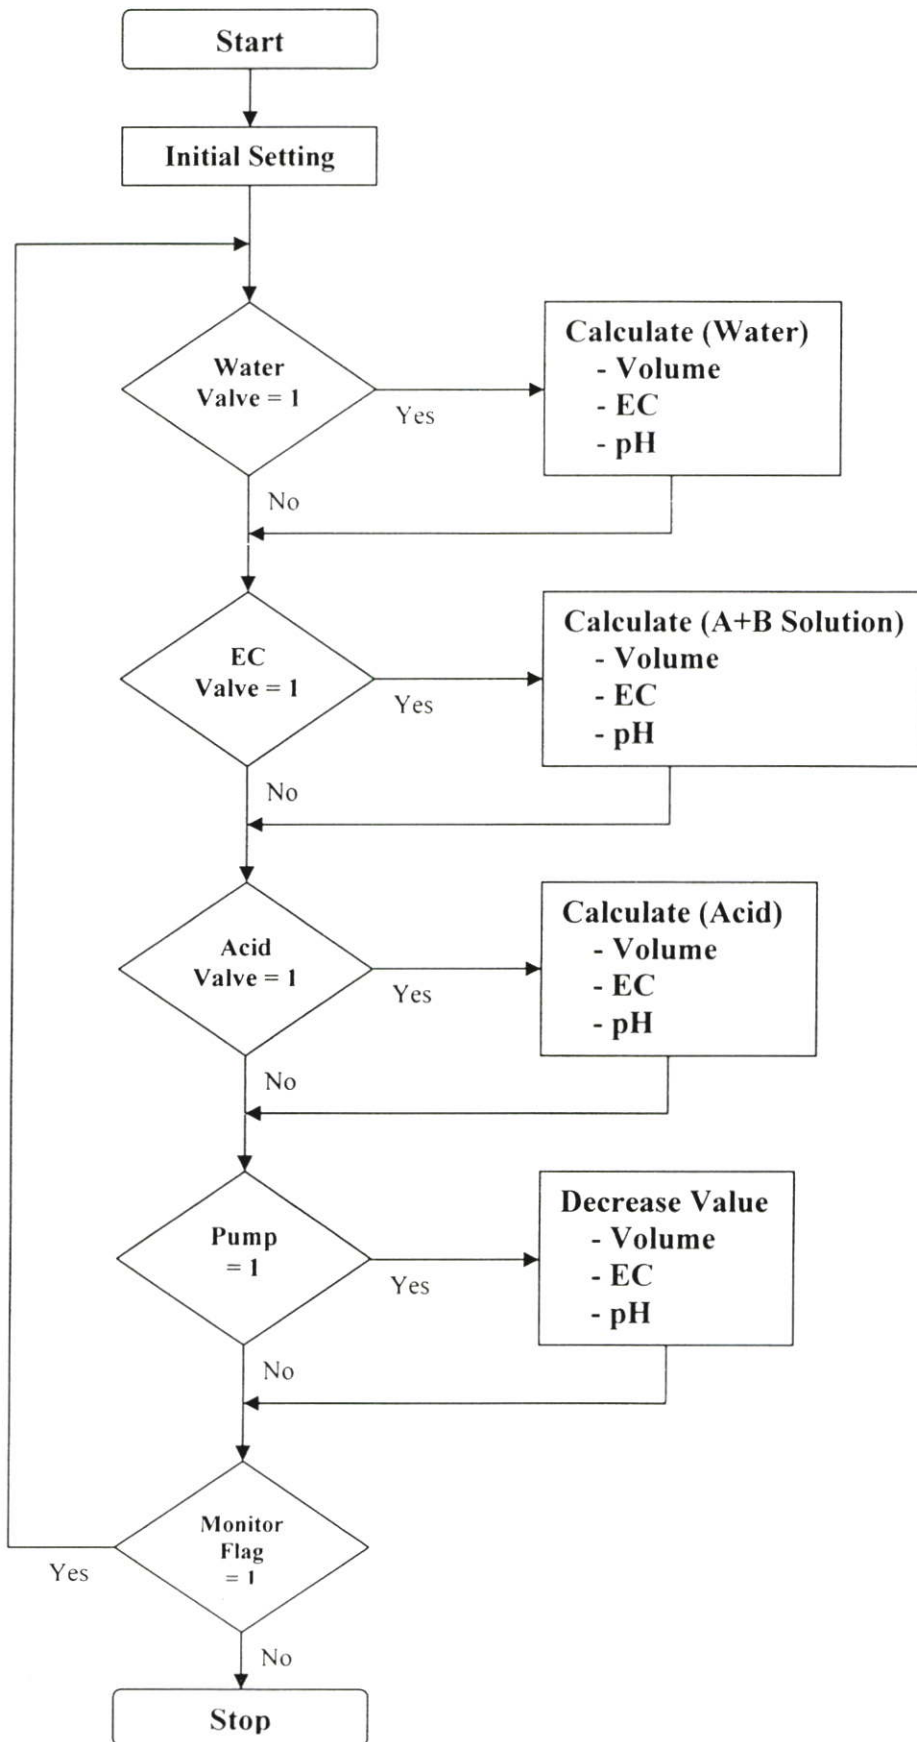 Start
Initial Setting
Water
Valve = 1
Yes
No
Calculate (Water)
- Volume
- EC
- pH
EC
Valve = 1
Yes
No
Calculate (A+B Solution)
- Volume
- EC
- pH
Acid
Valve = 1
Yes
No
Calculate (Acid)
- Volume
- EC
- pH
Pump
= 1
Yes
No
Decrease Value
- Volume
- EC
- pH
Monitor
Flag
= 1
Yes
No
Stop